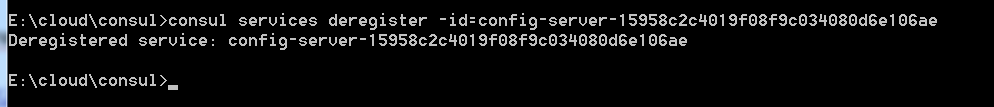 E:\cloud\consul>consul services deregister -id=config-server-15958c2c4019f08f9c034080d6e106ae
Deregistered service: config-server-15958c2c4019f08f9c034080d6e106ae
E:\cloud\consul>_